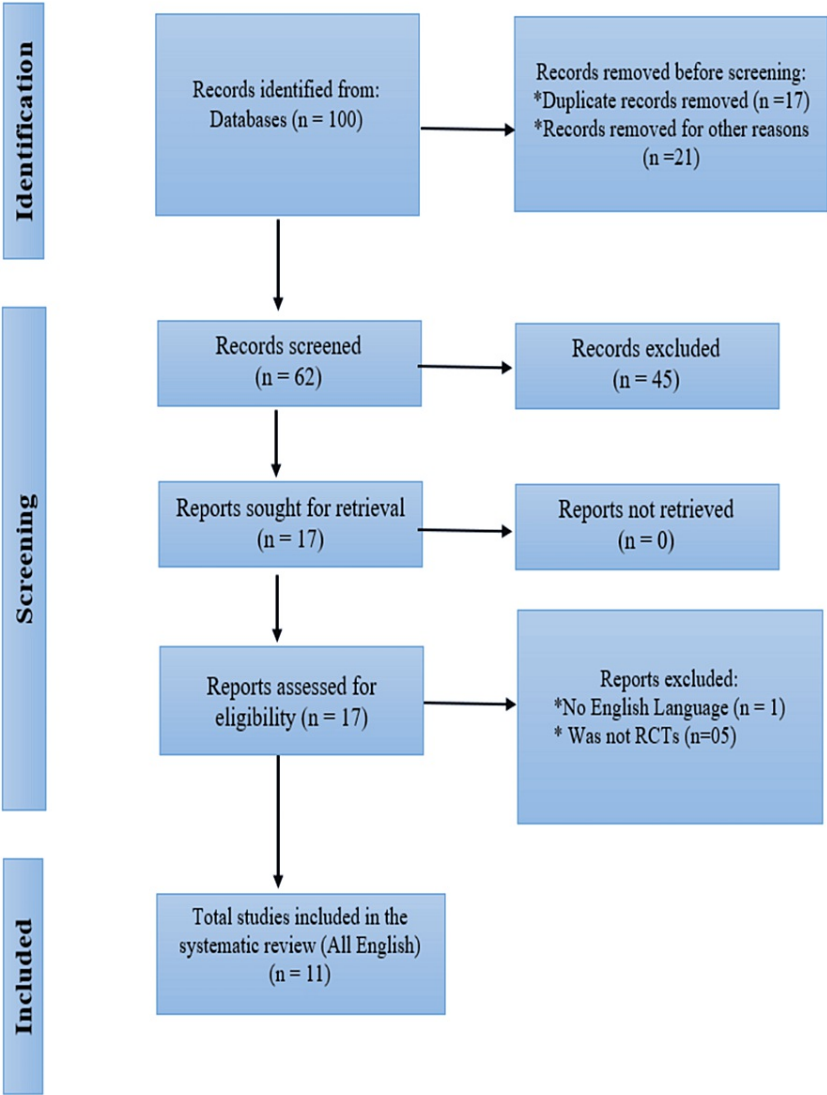 Identification
Records identified from:
Databases (n = 100)
Records removed before screening:
*Duplicate records removed (n =17)
*Records removed for other reasons
(n =21)
Screening
Records screened
(n = 62)
Records excluded
(n = 45)
Reports sought for retrieval
(n = 17)
Reports not retrieved
(n = 0)
Reports assessed for
eligibility (n = 17)
Reports excluded:
*No English Language (n = 1)
* Was not RCTs (n=05)
Included
Total studies included in the
systematic review (All English)
(n = 11)